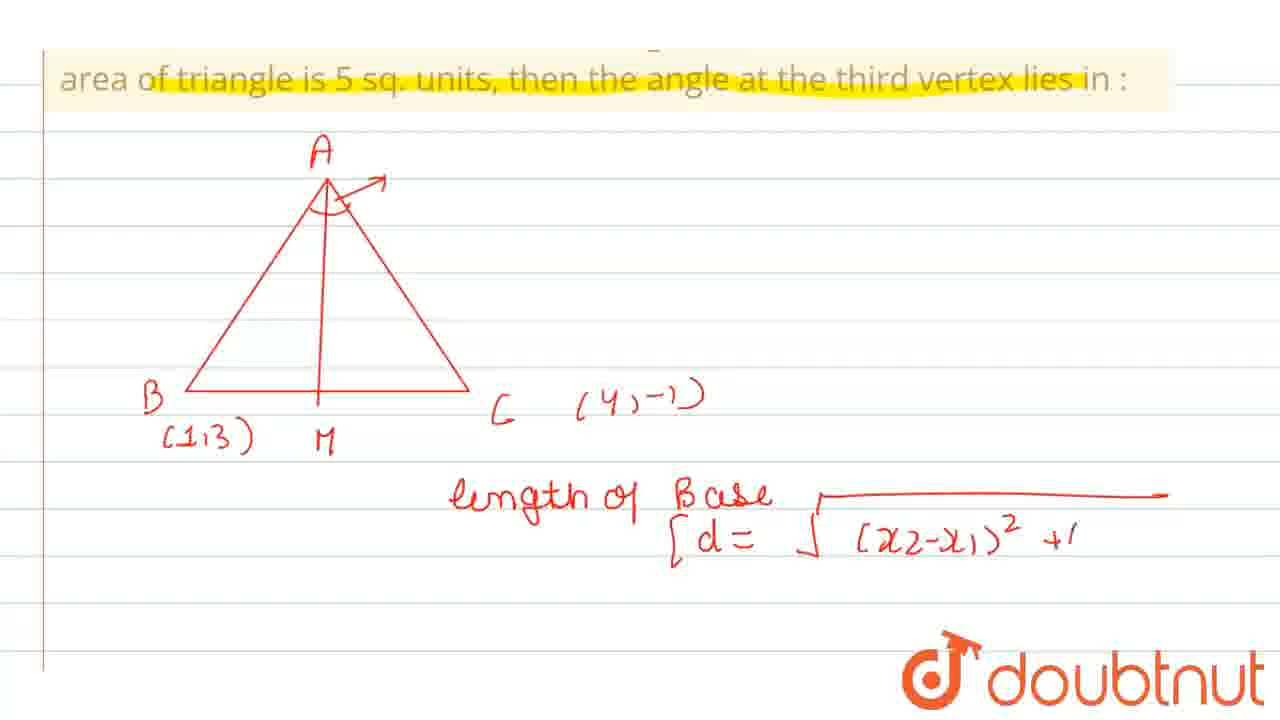 area of triangle is 5 sq. units, then the angle at the third vertex lies in :
A
B
C (4,-1)
(1,3)
M
length of Base
[d = √(x2-x1)² +(
doubtnut